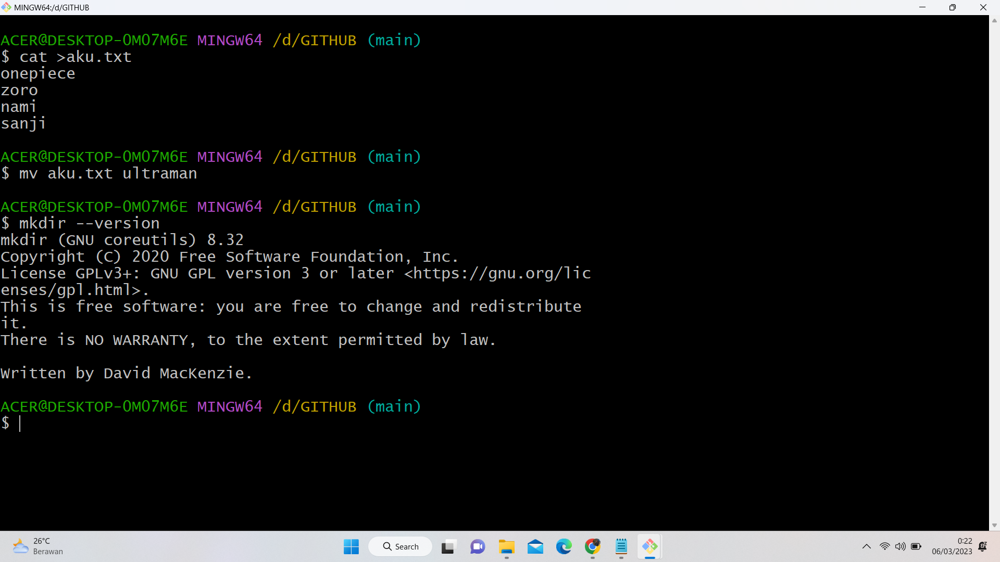 MINGW64:/d/GITHUB
ACER@DESKTOP-0M07M6E MINGW64 /d/GITHUB (main)
$ cat >aku.txt
onepiece
zoro
nami
sanji
ACER@DESKTOP-0M07M6E MINGW64 /d/GITHUB (main)
$ mv aku.txt ultraman
ACER@DESKTOP-0M07M6E MINGW64 /d/GITHUB (main)
$ mkdir --version
mkdir (GNU coreutils) 8.32
Copyright (C) 2020 Free Software Foundation, Inc.
License GPLv3+: GNU GPL version 3 or later <https://gnu.org/lic
enses/gpl.html>.
This is free software: you are free to change and redistribute
it.
There is NO WARRANTY, to the extent permitted by law.
Written by David MacKenzie.
ACER@DESKTOP-0M07M6E MINGW64 /d/GITHUB (main)
$
26°C
Berawan
Search
0:22
06/03/2023